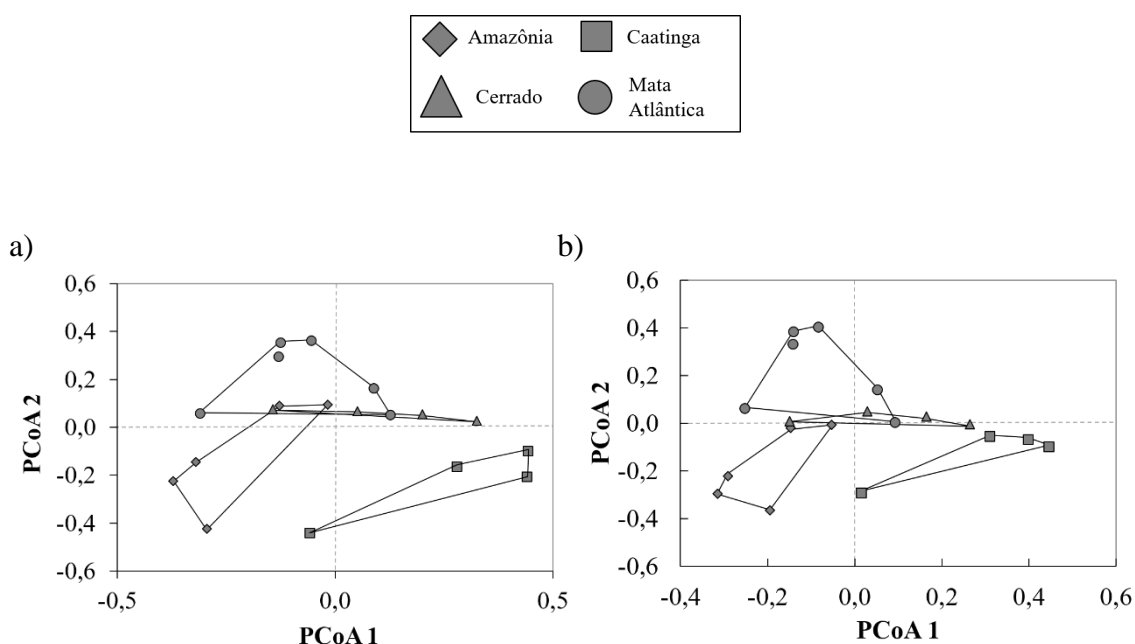 Amazônia
Caatinga
Cerrado
Mata
Atlântica
a)
b)
0,6
0,4
0,2
0,0
-0,2
-0,4
-0,6
PCoA 2
-0,5
0,0
0,5
PCoA 1
0,6
0,4
0,2
0,0
-0,2
-0,4
-0,6
PCoA 2
-0,4
-0,2
0,0
0,2
0,4
0,6
PCoA 1